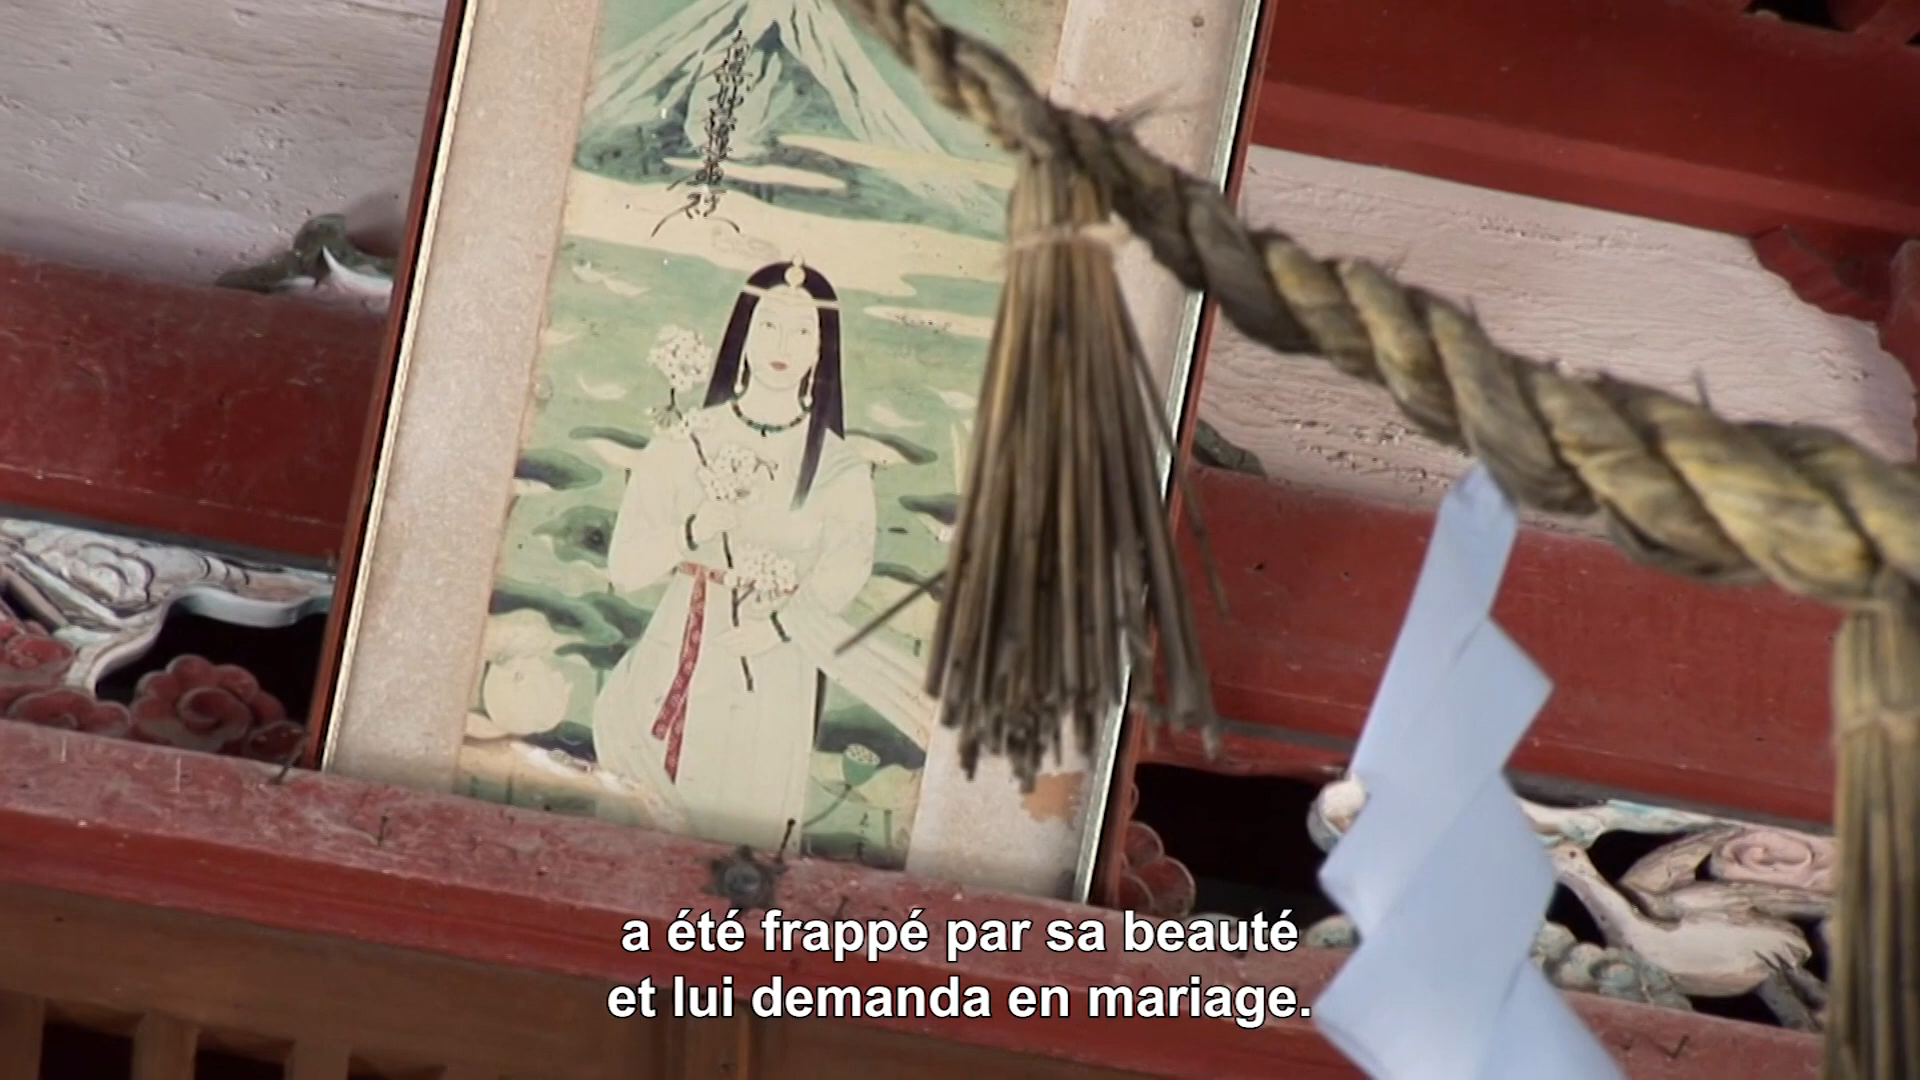 a été frappé par sa beauté
et lui demanda en mariage.